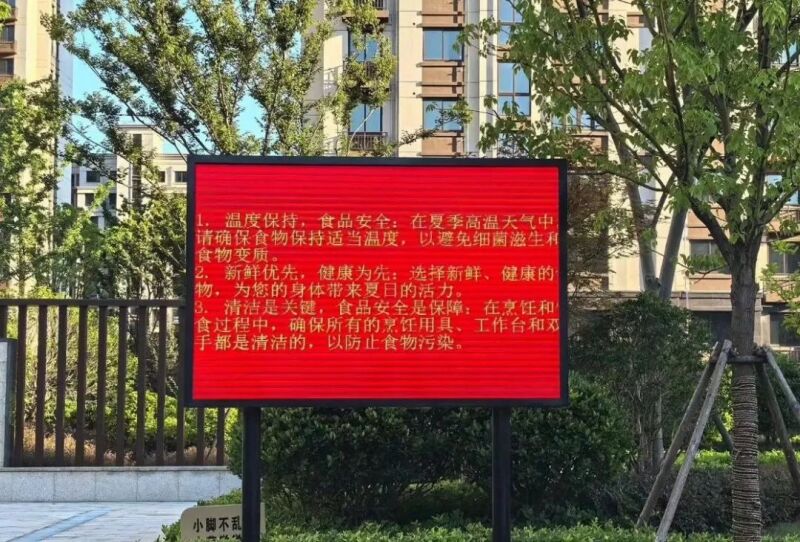 1. 温度保持，食品安全：在夏季高温天气中
请确保食物保持适当温度，以避免细菌滋生和
食物变质。
2. 新鲜优先，健康为先：选择新鲜、健康的
物，为您的身体带来夏日的活力。
3. 清洁是关键，食品安全是保障：在烹饪和
食过程中，确保所有的烹饪用具、工作台和双
手都是清洁的，以防止食物污染。
小脚不乱